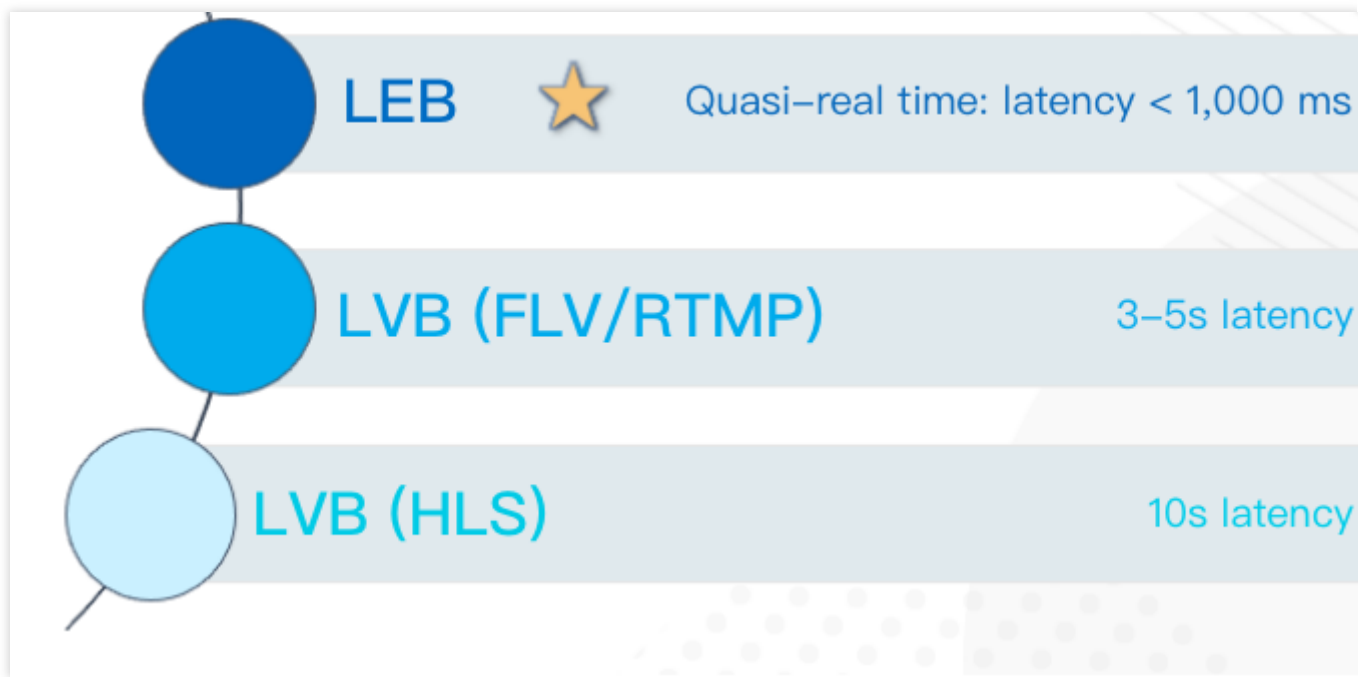 LEB
Quasi–real time: latency < 1,000 ms
LVB (FLV/RTMP)
3–5s latency
LVB (HLS)
10s latency